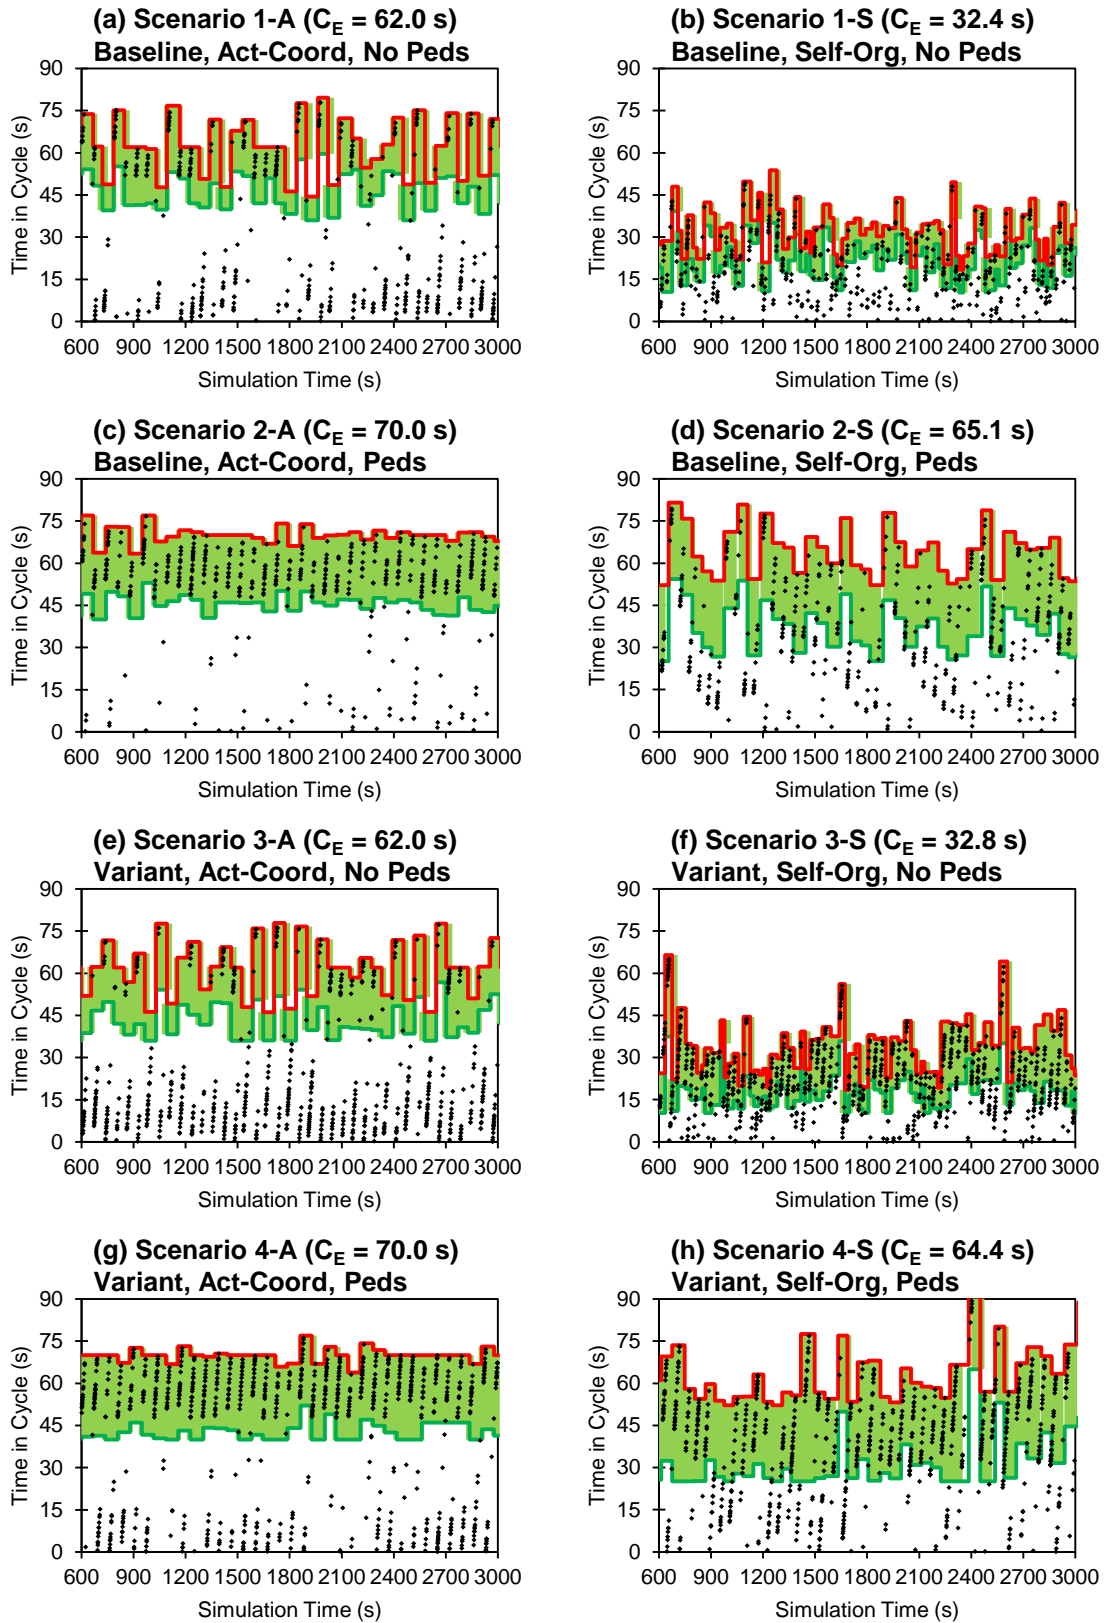 (a) Scenario 1-A (C_E = 62.0 s)
Baseline, Act-Coord, No Peds
90
75
60
45
30
15
0
Time in Cycle (s)
600 900 1200 1500 1800 2100 2400 2700 3000
Simulation Time (s)
(b) Scenario 1-S (C_E = 32.4 s)
Baseline, Self-Org, No Peds
90
75
60
45
30
15
0
Time in Cycle (s)
600 900 1200 1500 1800 2100 2400 2700 3000
Simulation Time (s)
(c) Scenario 2-A (C_E = 70.0 s)
Baseline, Act-Coord, Peds
90
75
60
45
30
15
0
Time in Cycle (s)
600 900 1200 1500 1800 2100 2400 2700 3000
Simulation Time (s)
(d) Scenario 2-S (C_E = 65.1 s)
Baseline, Self-Org, Peds
90
75
60
45
30
15
0
Time in Cycle (s)
600 900 1200 1500 1800 2100 2400 2700 3000
Simulation Time (s)
(e) Scenario 3-A (C_E = 62.0 s)
Variant, Act-Coord, No Peds
90
75
60
45
30
15
0
Time in Cycle (s)
600 900 1200 1500 1800 2100 2400 2700 3000
Simulation Time (s)
(f) Scenario 3-S (C_E = 32.8 s)
Variant, Self-Org, No Peds
90
75
60
45
30
15
0
Time in Cycle (s)
600 900 1200 1500 1800 2100 2400 2700 3000
Simulation Time (s)
(g) Scenario 4-A (C_E = 70.0 s)
Variant, Act-Coord, Peds
90
75
60
45
30
15
0
Time in Cycle (s)
600 900 1200 1500 1800 2100 2400 2700 3000
Simulation Time (s)
(h) Scenario 4-S (C_E = 64.4 s)
Variant, Self-Org, Peds
90
75
60
45
30
15
0
Time in Cycle (s)
600 900 1200 1500 1800 2100 2400 2700 3000
Simulation Time (s)